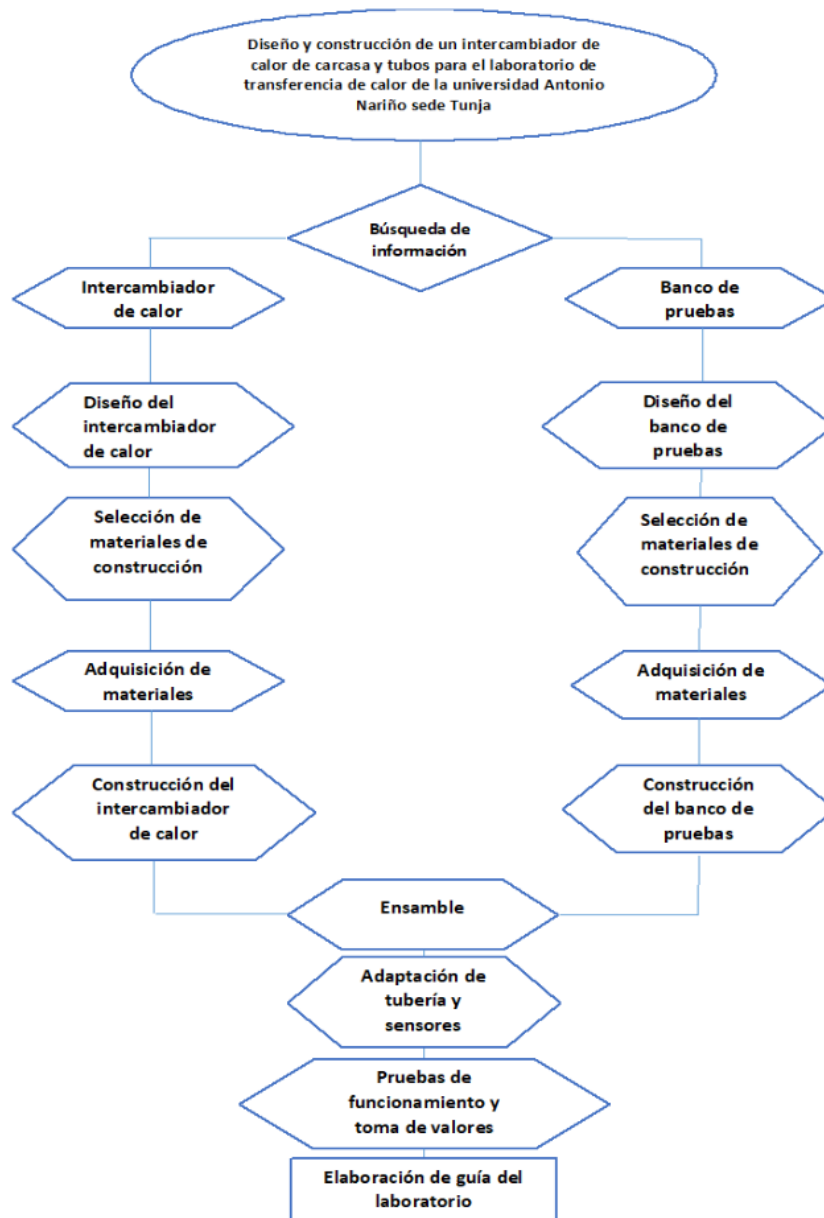 Diseño y construcción de un intercambiador de
calor de carcasa y tubos para el laboratorio de
transferencia de calor de la universidad Antonio
Nariño sede Tunja
Búsqueda de
información
Intercambiador
de calor
Banco de
pruebas
Diseño del
intercambiador
de calor
Diseño del
banco de
pruebas
Selección de
materiales de
construcción
Selección de
materiales de
construcción
Adquisición de
materiales
Adquisición de
materiales
Construcción del
intercambiador
de calor
Construcción
del banco de
pruebas
Ensamble
Adaptación de
tubería y
sensores
Pruebas de
funcionamiento y
toma de valores
Elaboración de guía del
laboratorio